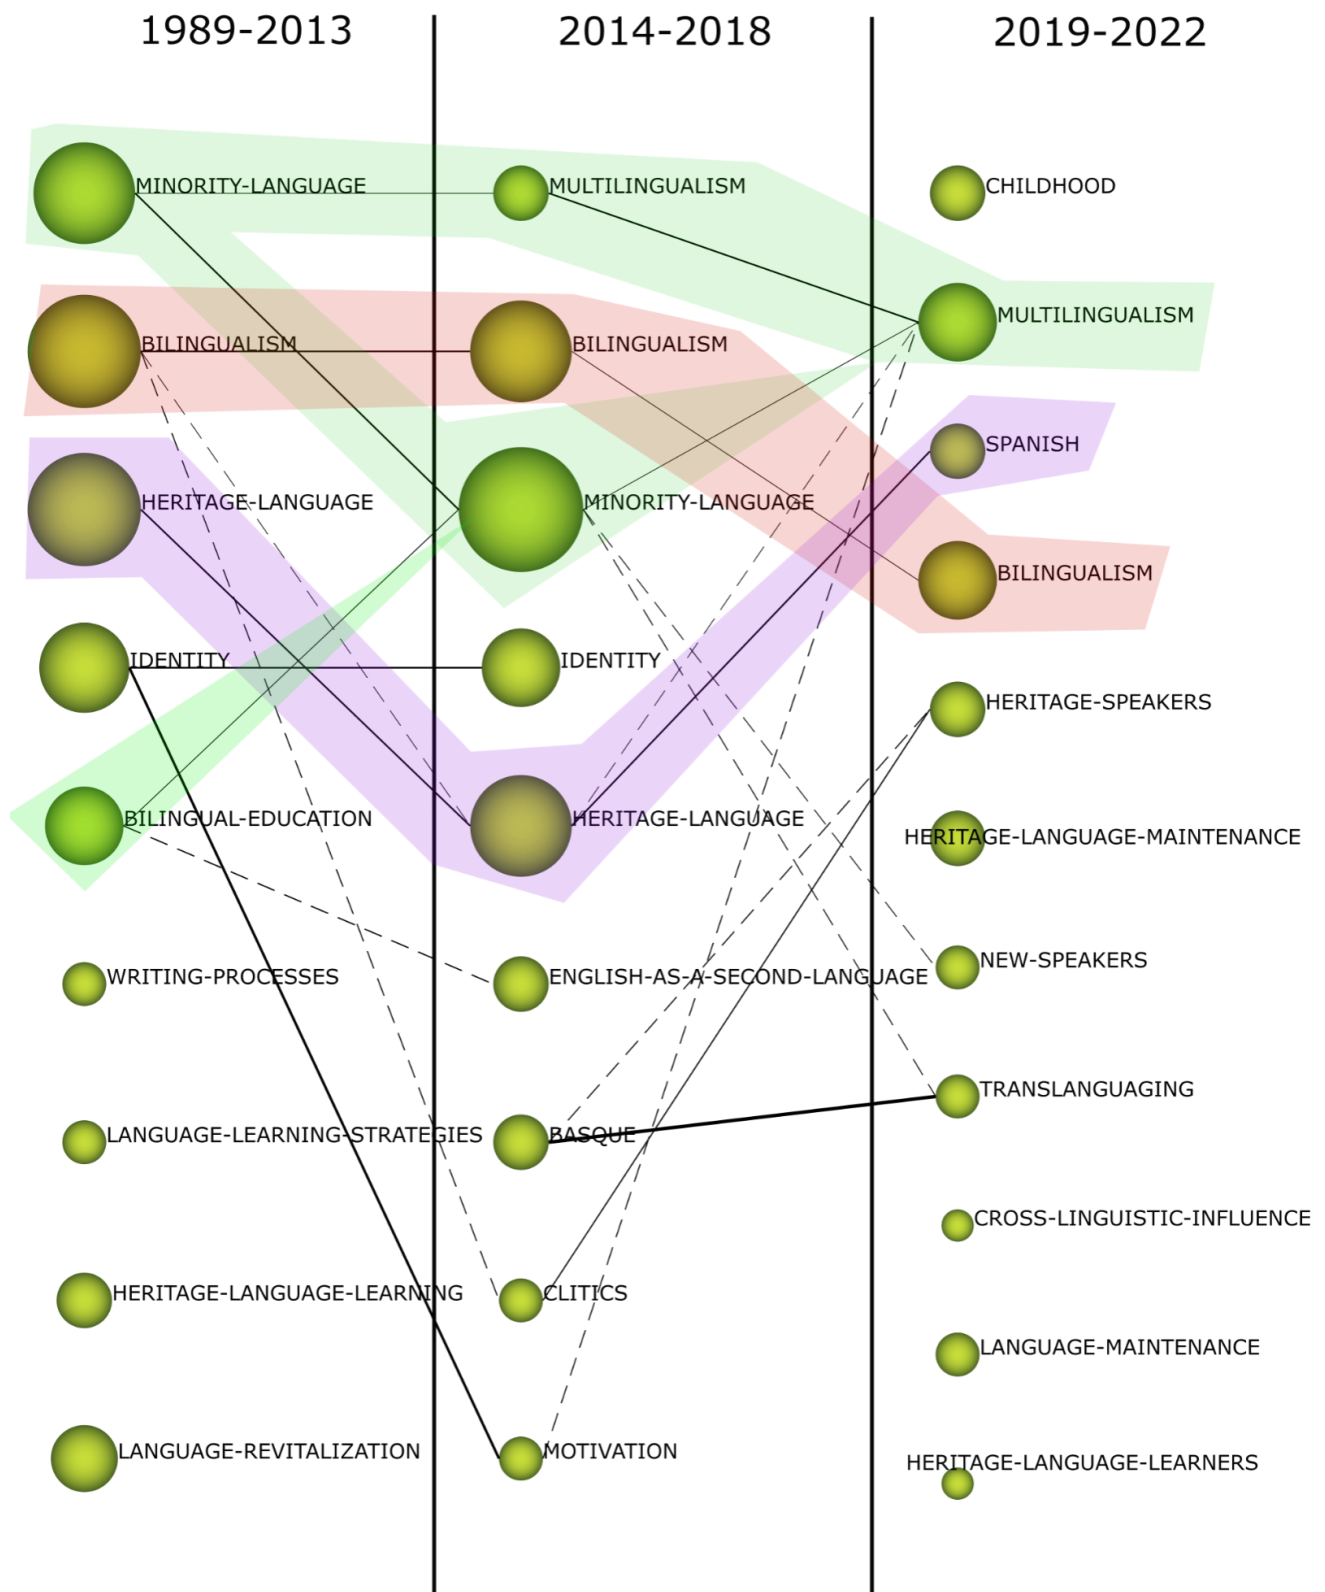 1989-2013
2014-2018
2019-2022
MINORITY-LANGUAGE
BILINGUALISM
HERITAGE-LANGUAGE
IDENTITY
BILINGUAL-EDUCATION
WRITING-PROCESSES
LANGUAGE-LEARNING-STRATEGIES
HERITAGE-LANGUAGE-LEARNING
LANGUAGE-REVITALIZATION
MULTILINGUALISM
BILINGUALISM
MINORITY-LANGUAGE
IDENTITY
HERITAGE-LANGUAGE
ENGLISH-AS-A-SECOND-LANGUAGE
BASQUE
CLITICS
MOTIVATION
CHILDHOOD
MULTILINGUALISM
SPANISH
BILINGUALISM
HERITAGE-SPEAKERS
HERITAGE-LANGUAGE-MAINTENANCE
NEW-SPEAKERS
TRANSLANGUAGING
CROSS-LINGUISTIC-INFLUENCE
LANGUAGE-MAINTENANCE
HERITAGE-LANGUAGE-LEARNERS